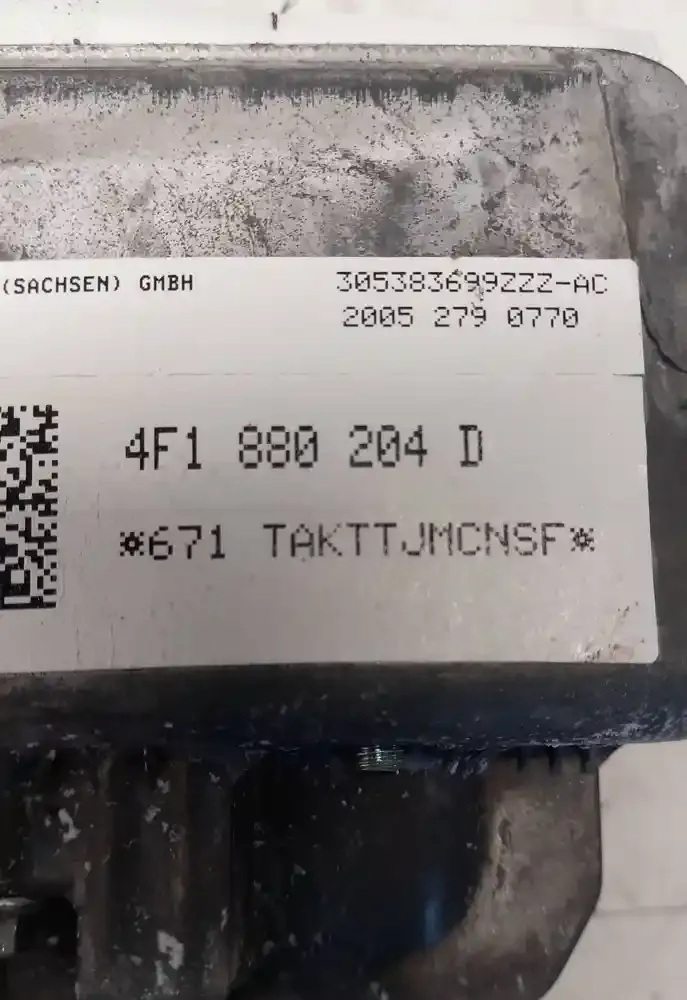 (SACHSEN) GMBH
305383699ZZZ-AC
2005 279 0770
4F1 880 204 D
*671 TAKTTJMCNSF*